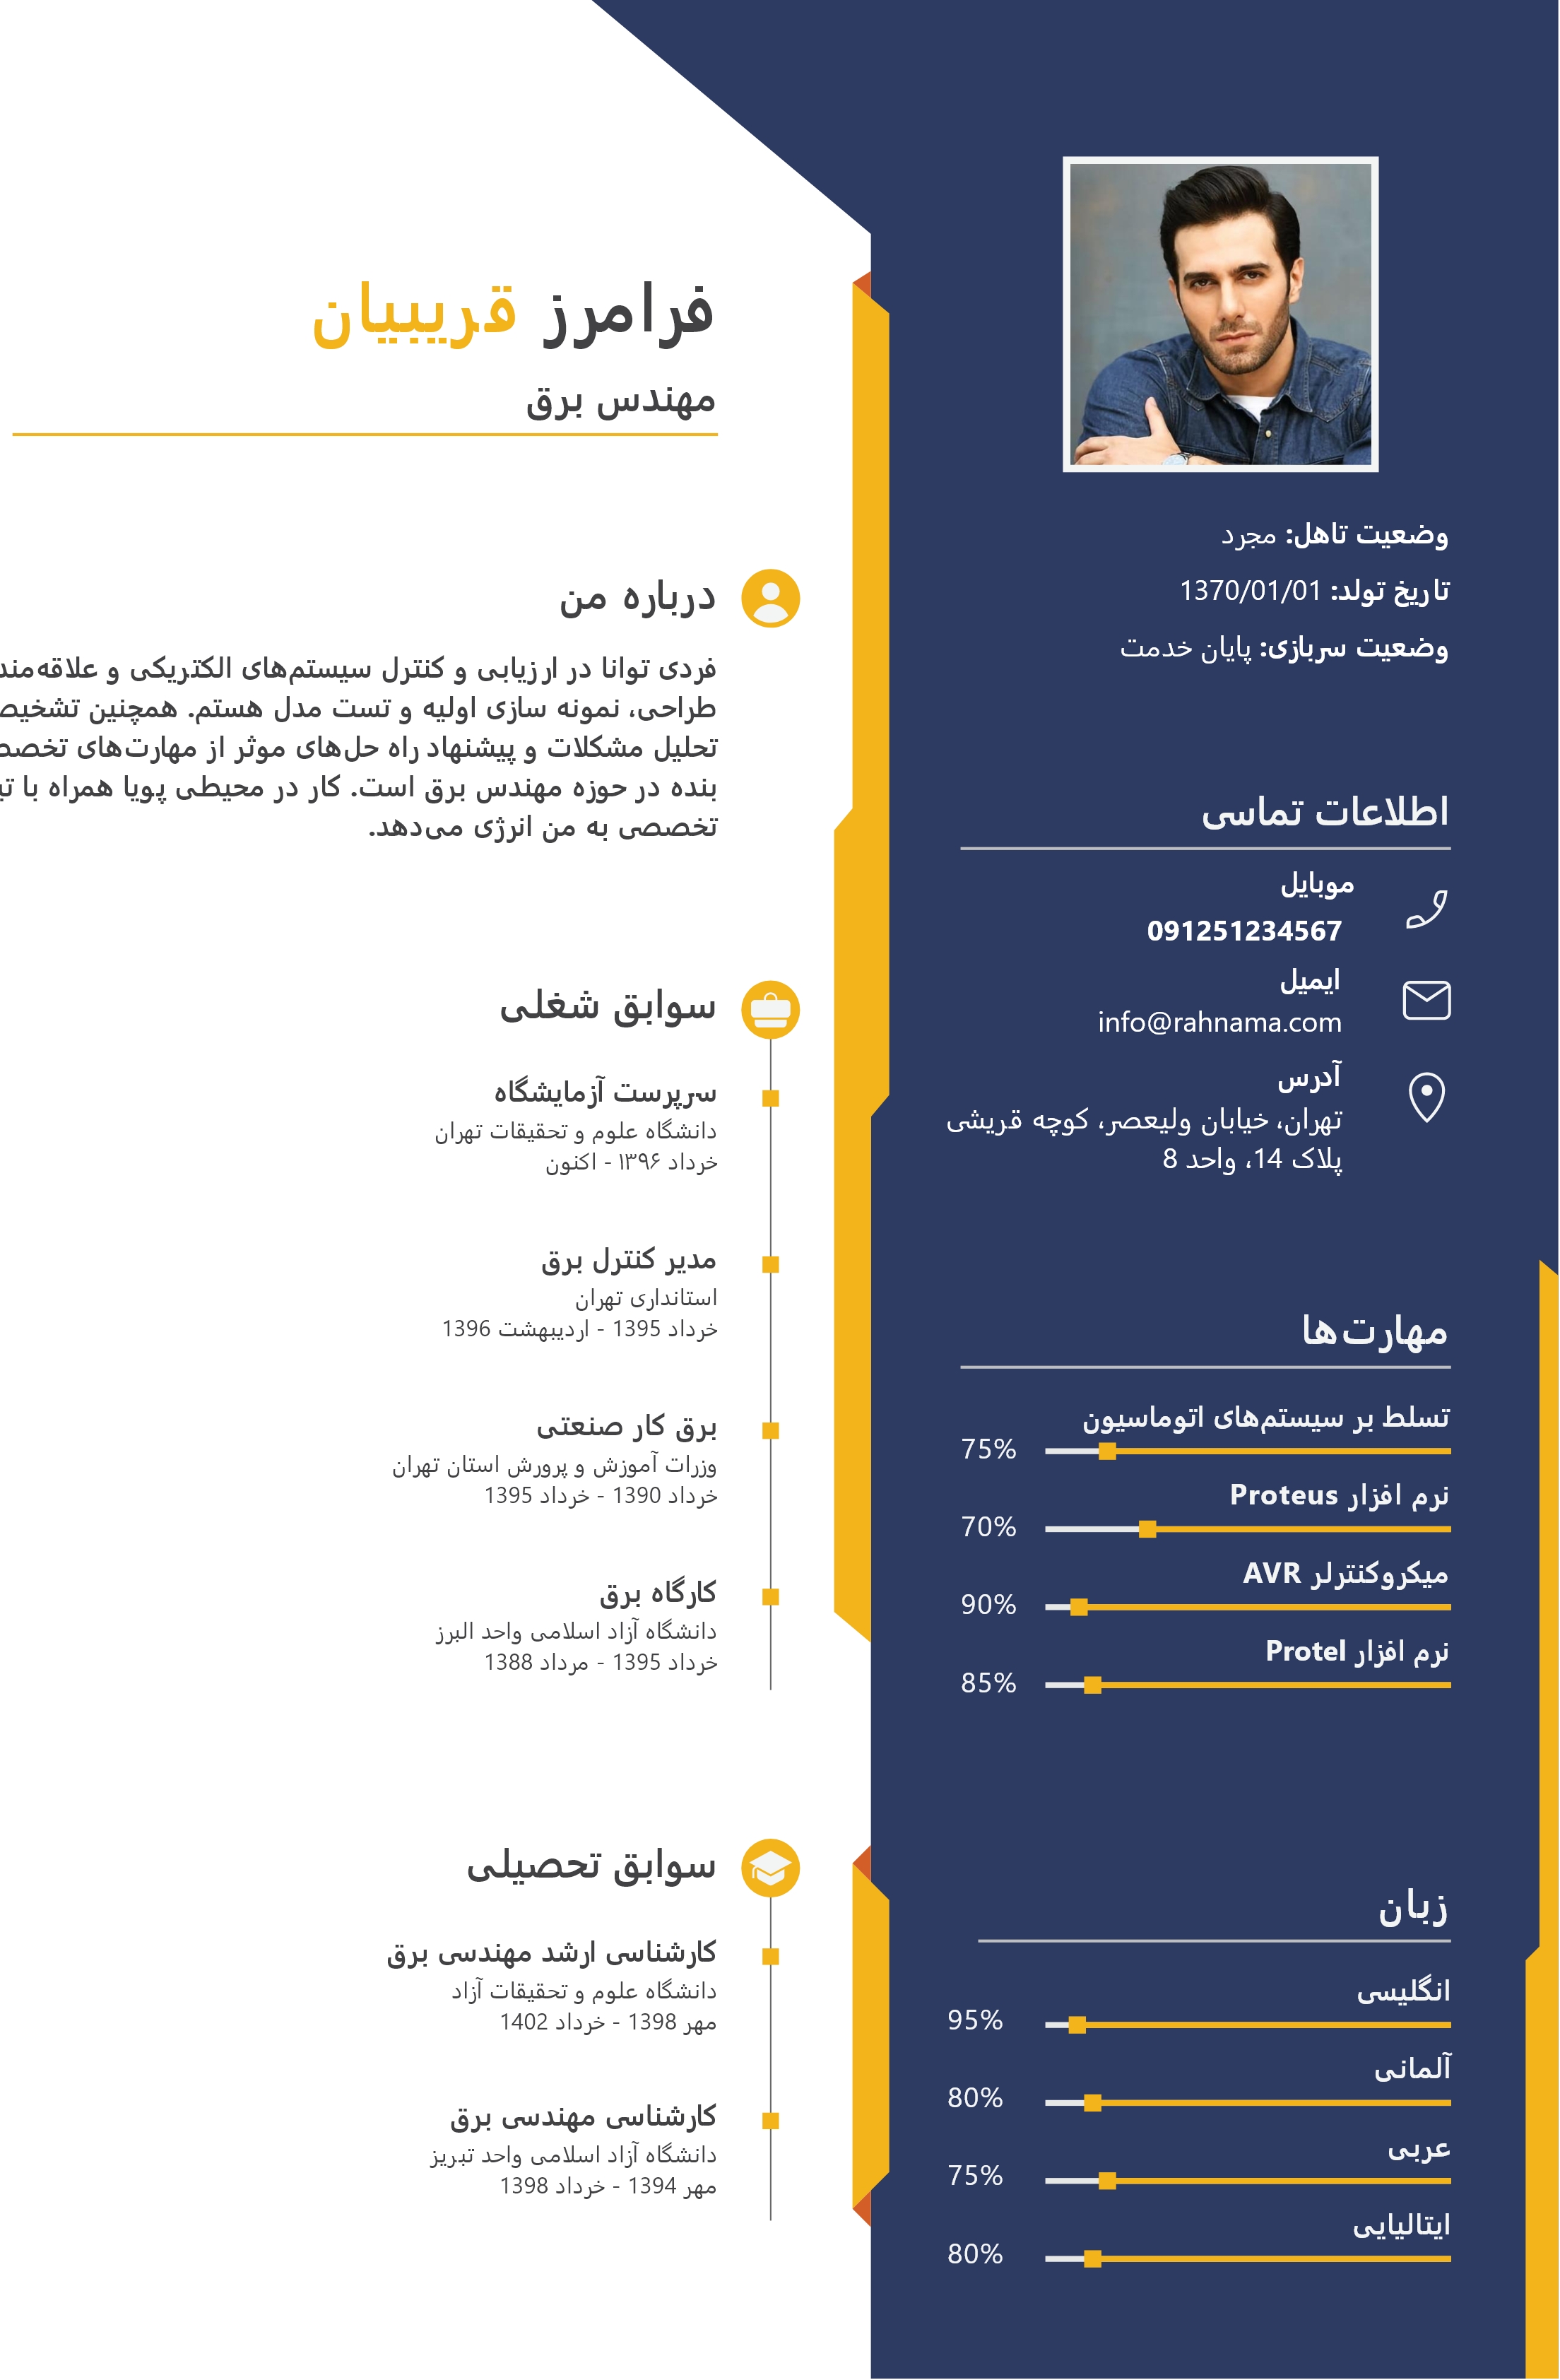 وضعیت تاهل: مجرد
تاریخ تولد: 1370/01/01
وضعیت سربازی: پایان خدمت
اطلاعات تماسی
موبایل
091251234567
ایمیل
info@rahnama.com
آدرس
تهران، خیابان ولیعصر، کوچه قریشی
پلاک 14، واحد 8
مهارت‌ها
تسلط بر سیستم‌های اتوماسیون
75%
نرم افزار Proteus
70%
میکروکنترلر AVR
90%
نرم افزار Protel
85%
زبان
انگلیسی
95%
آلمانی
80%
عربی
75%
ایتالیایی
80%
فرامرز قریبیان
مهندس برق
درباره من
فردی توانا در ارزیابی و کنترل سیستم‌های الکتریکی و علاقه‌مند
طراحی، نمونه سازی اولیه و تست مدل هستم. همچنین
تحلیل مشکلات و پیشنهاد راه حل‌های موثر از مهارت‌های
بنده در حوزه مهندس برق است. کار در محیطی پویا همراه با
تخصصی به من انرژی می‌دهد.
سوابق شغلی
سرپرست آزمایشگاه
دانشگاه علوم و تحقیقات تهران
خرداد ۱۳۹۶ - اکنون
مدیر کنترل برق
استانداری تهران
خرداد 1395 - اردیبهشت 1396
برق کار صنعتی
وزرات آموزش و پرورش استان تهران
خرداد 1390 - خرداد 1395
کارگاه برق
دانشگاه آزاد اسلامی واحد البرز
خرداد 1395 - مرداد 1388
سوابق تحصیلی
کارشناسی ارشد مهندسی برق
دانشگاه علوم و تحقیقات آزاد
مهر 1398 - خرداد 1402
کارشناسی مهندسی برق
دانشگاه آزاد اسلامی واحد تبریز
مهر 1394 - خرداد 1398